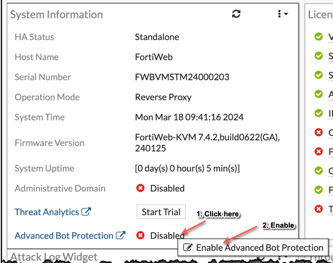 System Information
Licen
HA Status Standalone
Host Name FortiWeb
Serial Number FWBVMSTM24000203
Operation Mode Reverse Proxy
System Time Mon Mar 18 09:41:16 2024
Firmware Version FortiWeb-KVM 7.4.2,build0622(GA), 240125
System Uptime [0 day(s) 0 hour(s) 5 min(s)]
Administrative Domain Disabled
Threat Analytics Start Trial
1: Click here
2: Enable
Advanced Bot Protection Disabled
Enable Advanced Bot Protection
Attack Log Widget